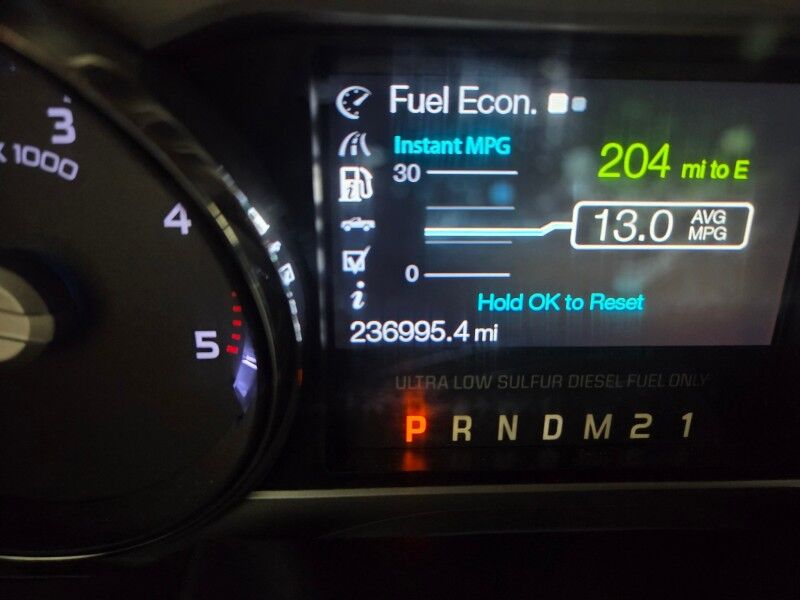 3
X 1000
4
5
Fuel Econ.
Instant MPG
30
204 mi to E
13.0 AVG MPG
0
Hold OK to Reset
236995.4 mi
ULTRA LOW SULFUR DIESEL FUEL ONLY
P R N D M 2 1